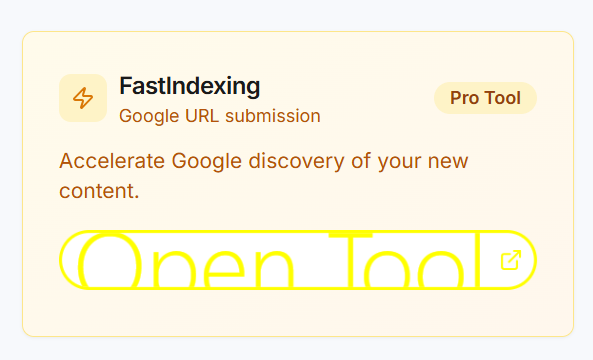 FastIndexing
Pro Tool
Google URL submission
Accelerate Google discovery of your new
content.
Open Tool